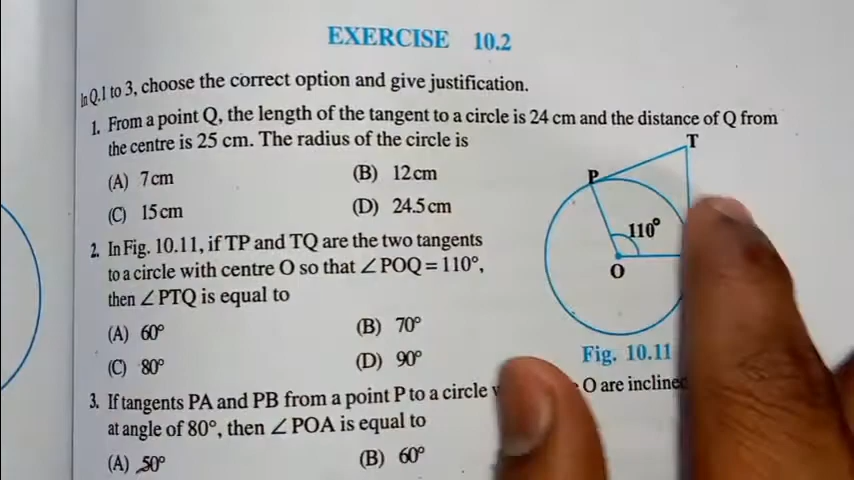 EXERCISE 10.2
In Q.1 to 3, choose the correct option and give justification.
1. From a point Q, the length of the tangent to a circle is 24 cm and the distance of Q from
the centre is 25 cm. The radius of the circle is
(A) 7 cm
(B) 12 cm
(C) 15 cm
(D) 24.5 cm
2. In Fig. 10.11, if TP and TQ are the two tangents
to a circle with centre O so that ∠POQ = 110°,
then ∠PTQ is equal to
(A) 60°
(B) 70°
(C) 80°
(D) 90°
T
P
110°
O
Fig. 10.11
3. If tangents PA and PB from a point P to a circle O are inclined
at angle of 80°, then ∠POA is equal to
(A) 50°
(B) 60°